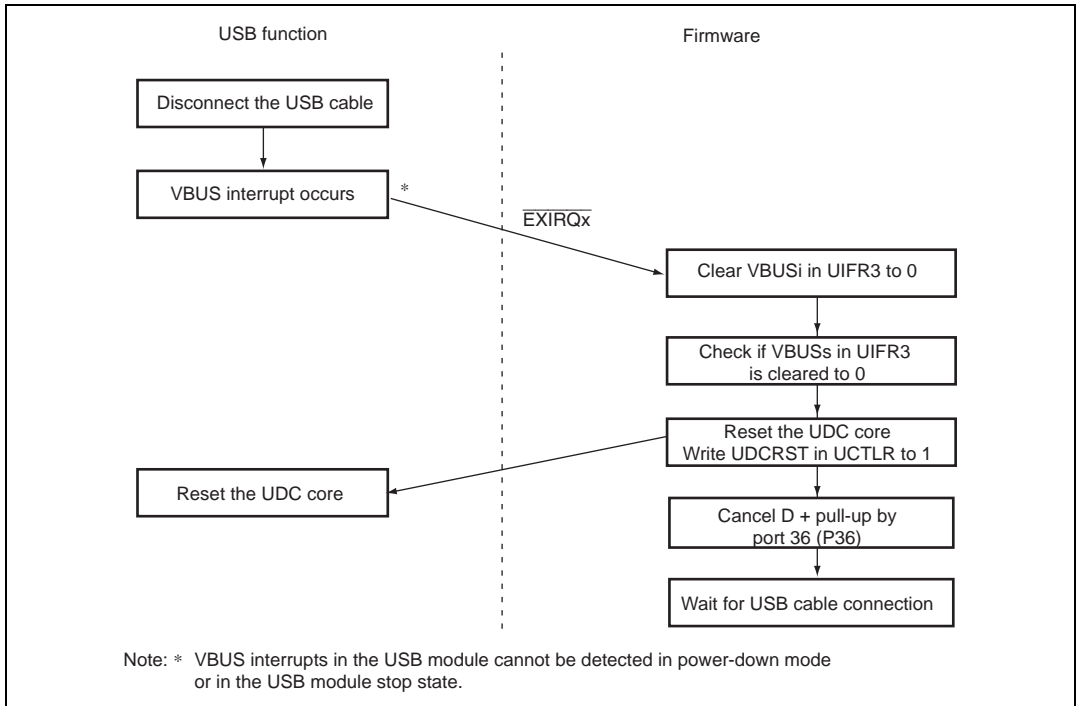 USB function
Firmware
Disconnect the USB cable
VBUS interrupt occurs
*
EXIRQx
Clear VBUSi in UIFR3 to 0
Check if VBUSs in UIFR3
is cleared to 0
Reset the UDC core
Write UDCRST in UCTLR to 1
Reset the UDC core
Cancel D + pull-up by
port 36 (P36)
Wait for USB cable connection
Note: * VBUS interrupts in the USB module cannot be detected in power-down mode
or in the USB module stop state.